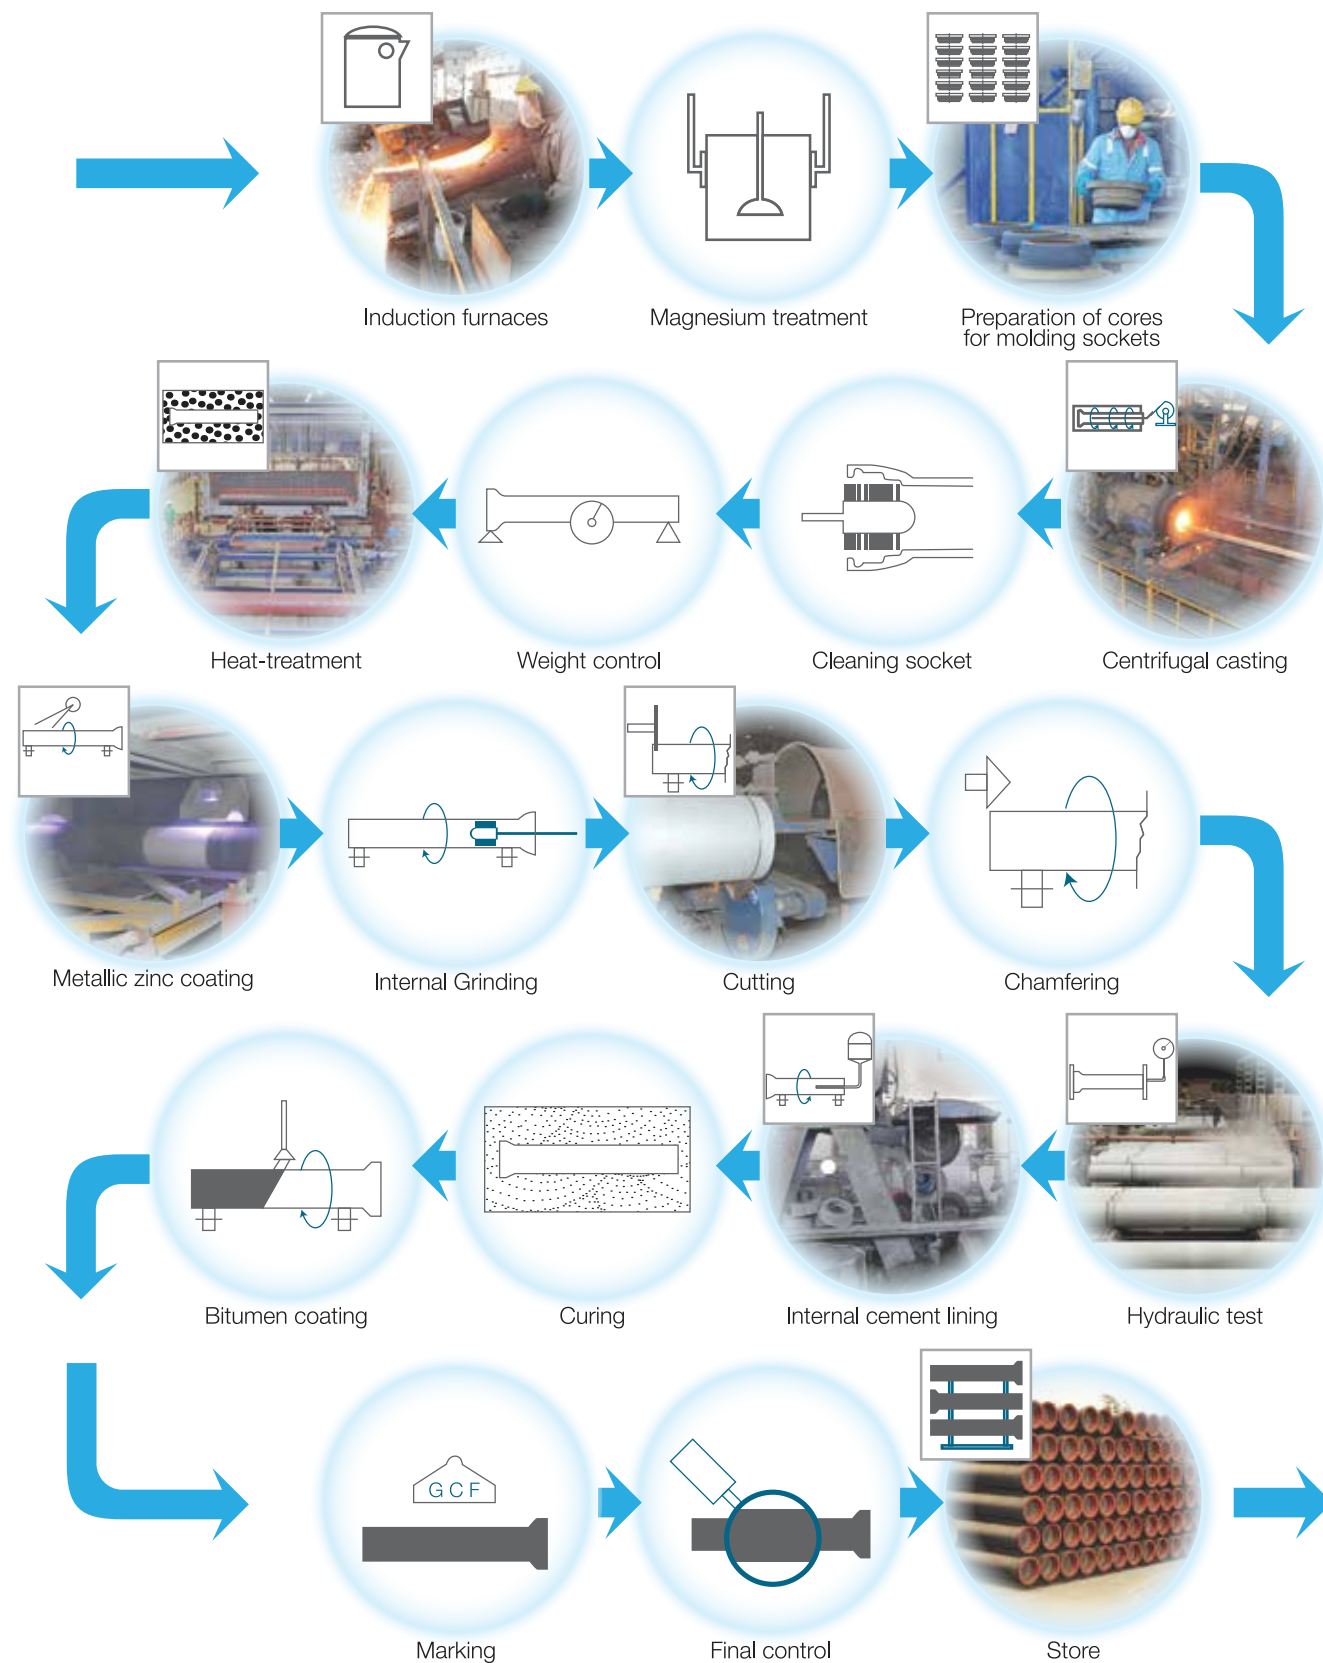 Induction furnaces
Magnesium treatment
Preparation of cores
for molding sockets
Heat-treatment
Weight control
Cleaning socket
Centrifugal casting
Metallic zinc coating
Internal Grinding
Cutting
Chamfering
Bitumen coating
Curing
Internal cement lining
Hydraulic test
GCF
Marking
Final control
Store